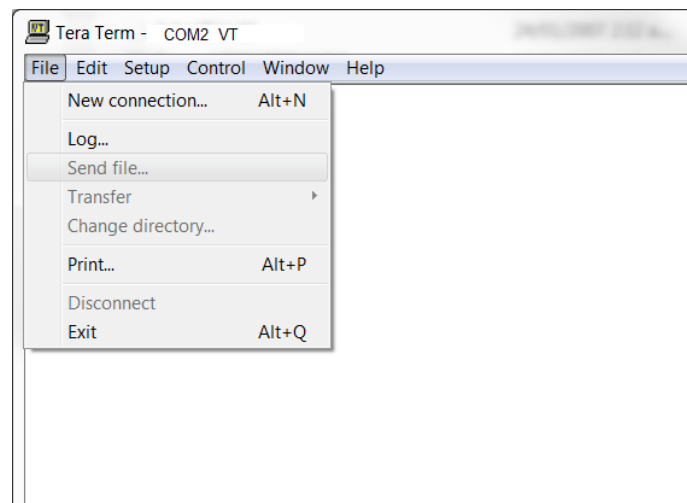 Tera Term - COM2 VT
File Edit Setup Control Window Help
New connection... Alt+N
Log...
Send file...
Transfer
Change directory...
Print... Alt+P
Disconnect
Exit Alt+Q